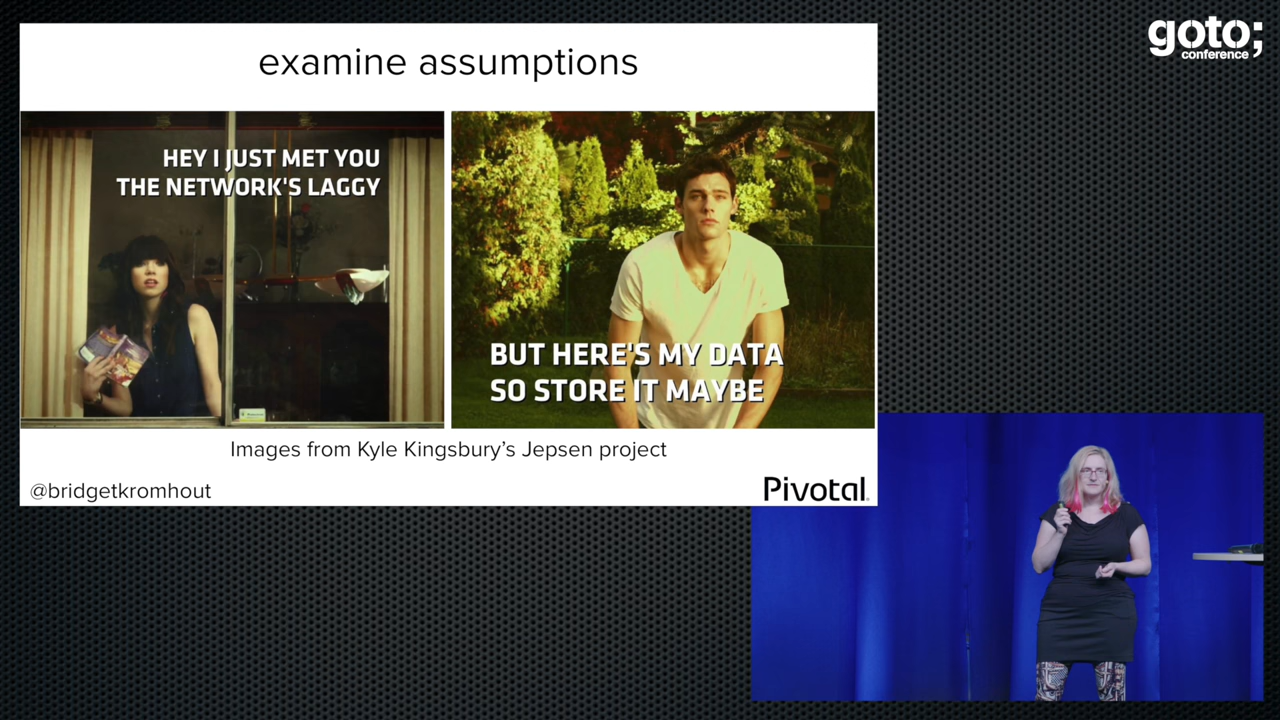 goto;
conference
examine assumptions
HEY I JUST MET YOU
THE NETWORK'S LAGGY
BUT HERE'S MY DATA
SO STORE IT MAYBE
Images from Kyle Kingsbury's Jepsen project
@bridgetkromhout
Pivotal